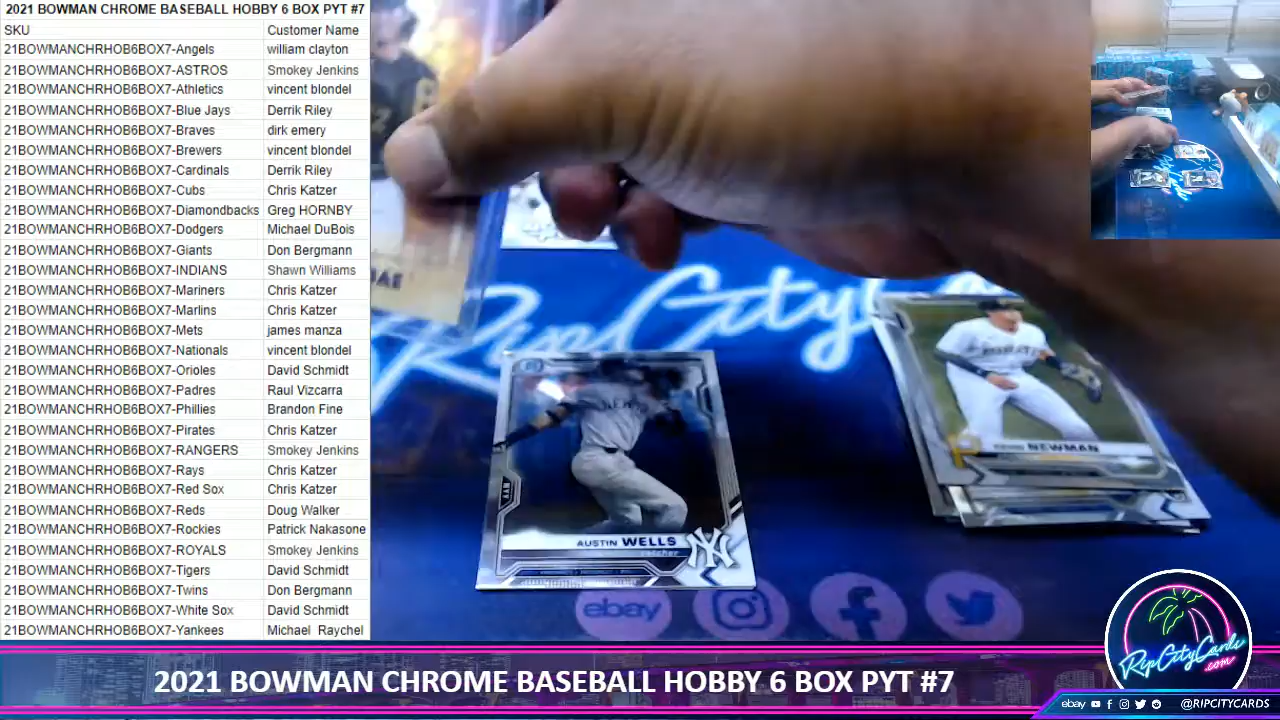 2021 BOWMAN CHROME BASEBALL HOBBY 6 BOX PYT #7
SKU Customer Name
21BOWMANCHRHOB6BOX7-Angels william clayton
21BOWMANCHRHOB6BOX7-ASTROS Smokey Jenkins
21BOWMANCHRHOB6BOX7-Athletics vincent blondel
21BOWMANCHRHOB6BOX7-Blue Jays Derrik Riley
21BOWMANCHRHOB6BOX7-Braves dirk emery
21BOWMANCHRHOB6BOX7-Brewers vincent blondel
21BOWMANCHRHOB6BOX7-Cardinals Derrik Riley
21BOWMANCHRHOB6BOX7-Cubs Chris Katzer
21BOWMANCHRHOB6BOX7-Diamondbacks Greg HORNBY
21BOWMANCHRHOB6BOX7-Dodgers Michael DuBois
21BOWMANCHRHOB6BOX7-Giants Don Bergmann
21BOWMANCHRHOB6BOX7-INDIANS Shawn Williams
21BOWMANCHRHOB6BOX7-Mariners Chris Katzer
21BOWMANCHRHOB6BOX7-Marlins Chris Katzer
21BOWMANCHRHOB6BOX7-Mets james manza
21BOWMANCHRHOB6BOX7-Nationals vincent blondel
21BOWMANCHRHOB6BOX7-Orioles David Schmidt
21BOWMANCHRHOB6BOX7-Padres Raul Vizcarra
21BOWMANCHRHOB6BOX7-Phillies Brandon Fine
21BOWMANCHRHOB6BOX7-Pirates Chris Katzer
21BOWMANCHRHOB6BOX7-RANGERS Smokey Jenkins
21BOWMANCHRHOB6BOX7-Rays Chris Katzer
21BOWMANCHRHOB6BOX7-Red Sox Chris Katzer
21BOWMANCHRHOB6BOX7-Reds Doug Walker
21BOWMANCHRHOB6BOX7-Rockies Patrick Nakasone
21BOWMANCHRHOB6BOX7-ROYALS Smokey Jenkins
21BOWMANCHRHOB6BOX7-Tigers David Schmidt
21BOWMANCHRHOB6BOX7-Twins Don Bergmann
21BOWMANCHRHOB6BOX7-White Sox David Schmidt
21BOWMANCHRHOB6BOX7-Yankees Michael Raychel
RipCity
NEWMAN
AUSTIN WELLS
catcher
NY
ebay
RipCityCards
.com
2021 BOWMAN CHROME BASEBALL HOBBY 6 BOX PYT #7
ebay @RIPCITYCARDS